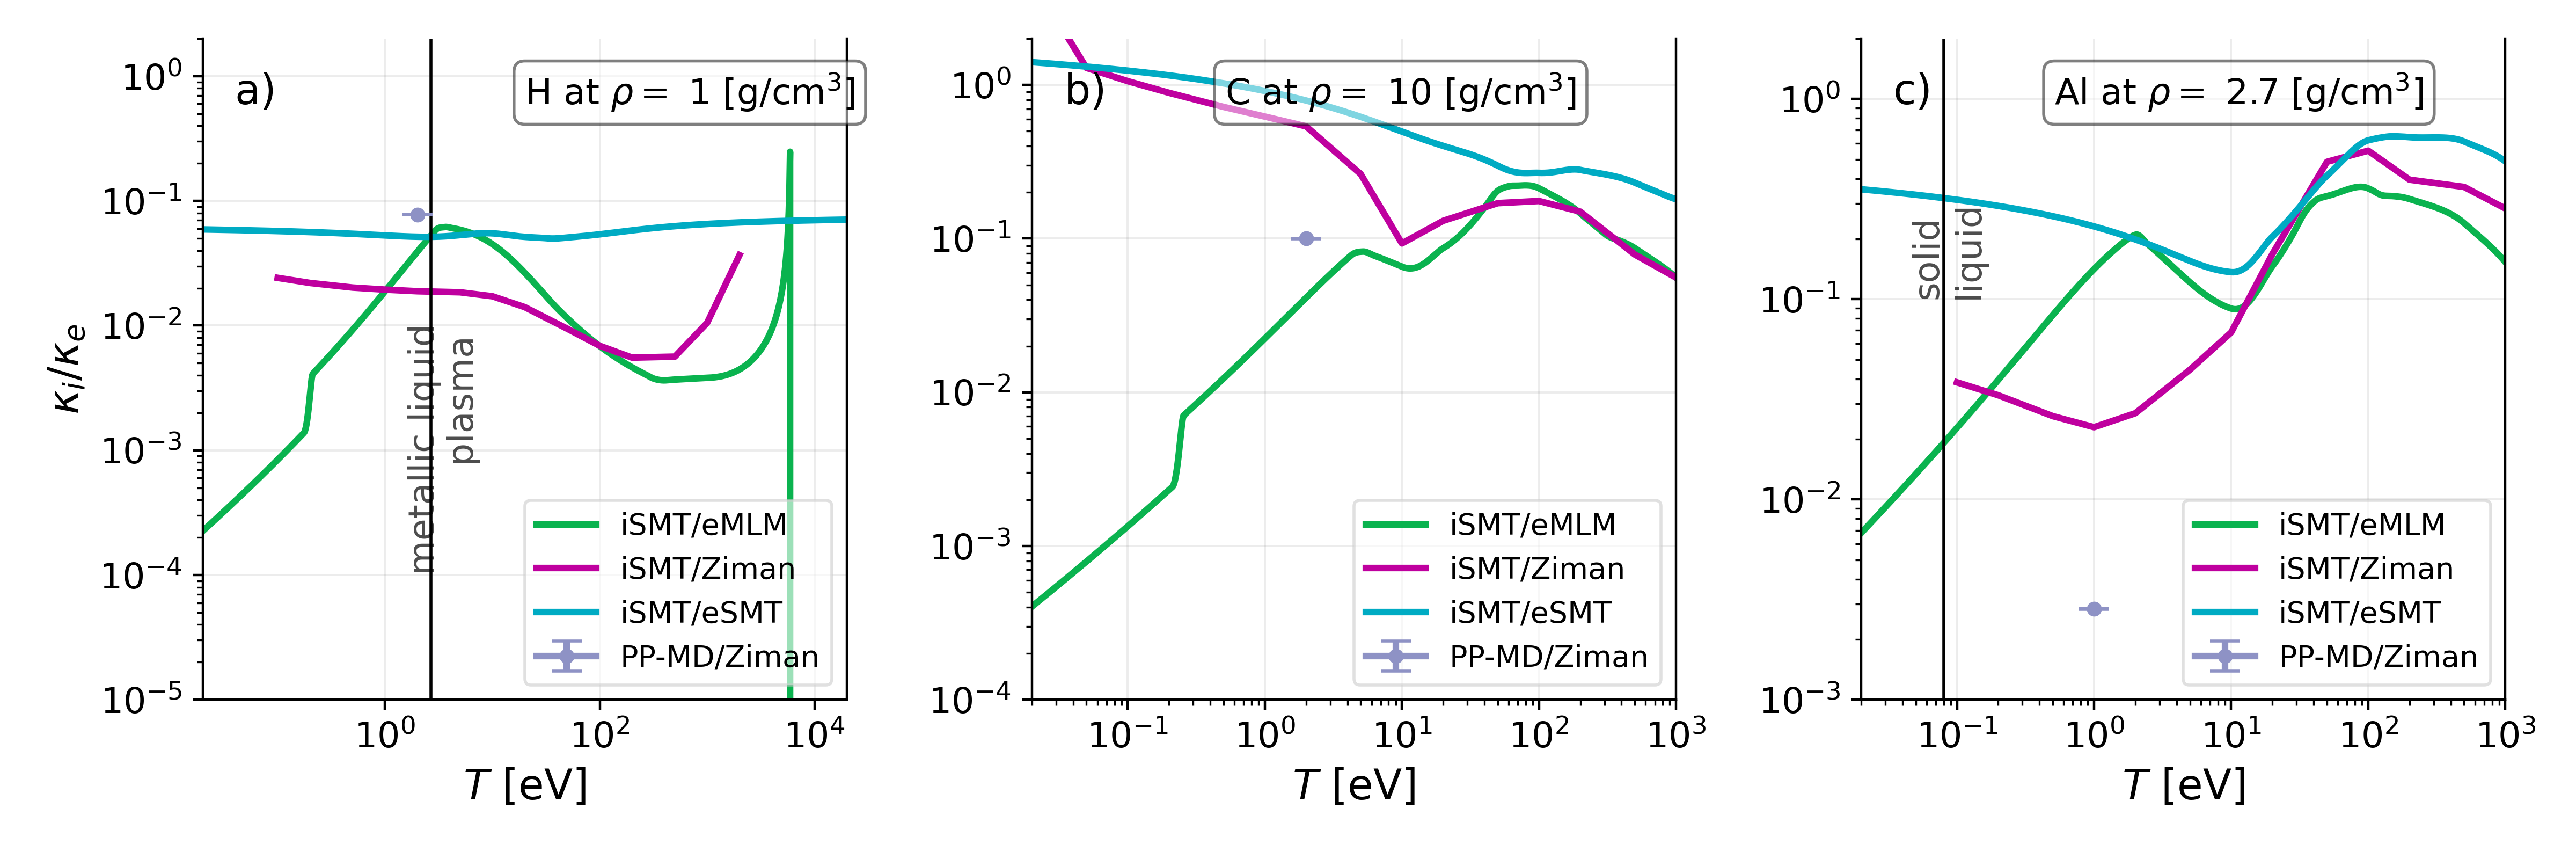 a)
H at ρ = 1 [g/cm³]
10⁰
10⁻¹
10⁻²
10⁻³
10⁻⁴
10⁻⁵
κᵢ/κₑ
metallic liquid
plasma
iSMT/eMLM
iSMT/Ziman
iSMT/eSMT
PP-MD/Ziman
10⁰ 10² 10⁴
T [eV]
b)
C at ρ = 10 [g/cm³]
10⁰
10⁻¹
10⁻²
10⁻³
10⁻⁴
iSMT/eMLM
iSMT/Ziman
iSMT/eSMT
PP-MD/Ziman
10⁻¹ 10⁰ 10¹ 10² 10³
T [eV]
c)
Al at ρ = 2.7 [g/cm³]
10⁰
10⁻¹
10⁻²
10⁻³
solid
liquid
iSMT/eMLM
iSMT/Ziman
iSMT/eSMT
PP-MD/Ziman
10⁻¹ 10⁰ 10¹ 10² 10³
T [eV]